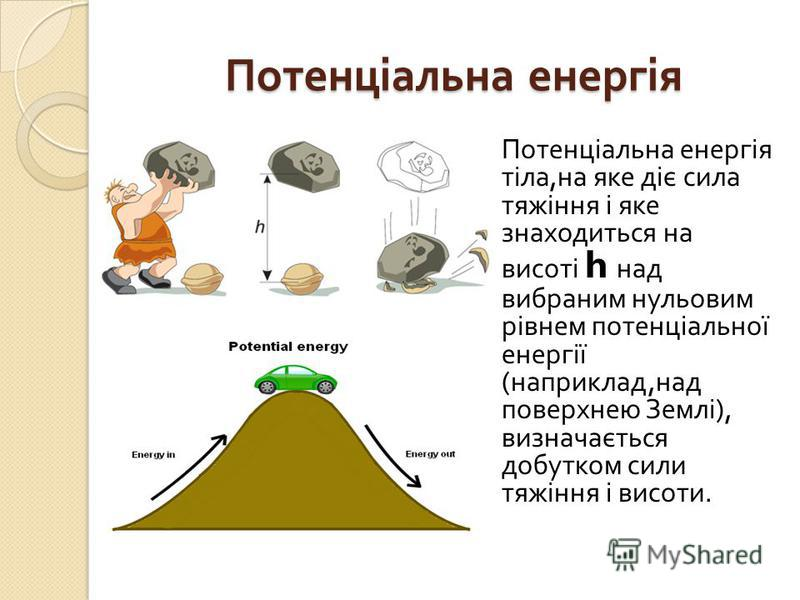 Потенціальна енергія
h
Potential energy
Energy in
Energy out
Потенціальна енергія
тіла,на яке діє сила
тяжіння і яке
знаходиться на
висоті h над
вибраним нульовим
рівнем потенціальної
енергії
(наприклад,над
поверхнею Землі),
визначається
добутком сили
тяжіння і висоти.
MyShared